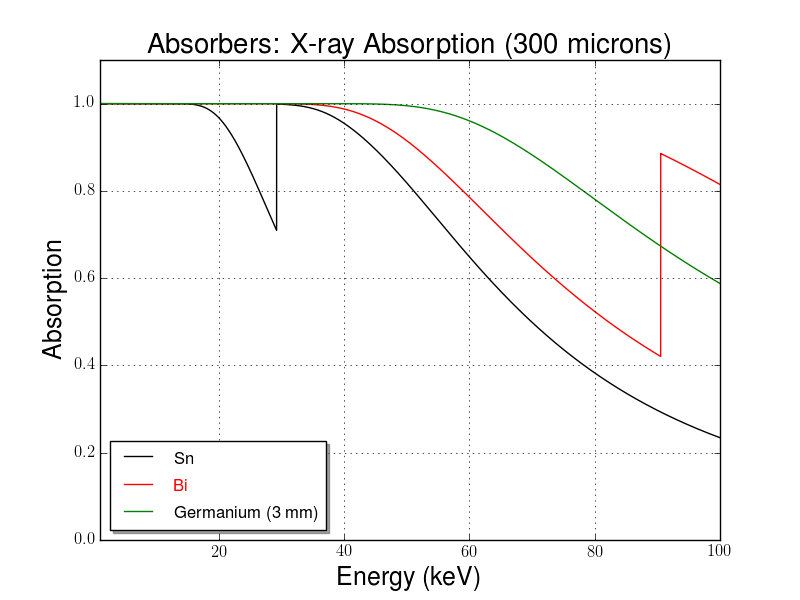 Absorbers: X-ray Absorption (300 microns)
Absorption
1.0
0.8
0.6
0.4
0.2
0.0
Sn
Bi
Germanium (3 mm)
20
40
60
80
100
Energy (keV)